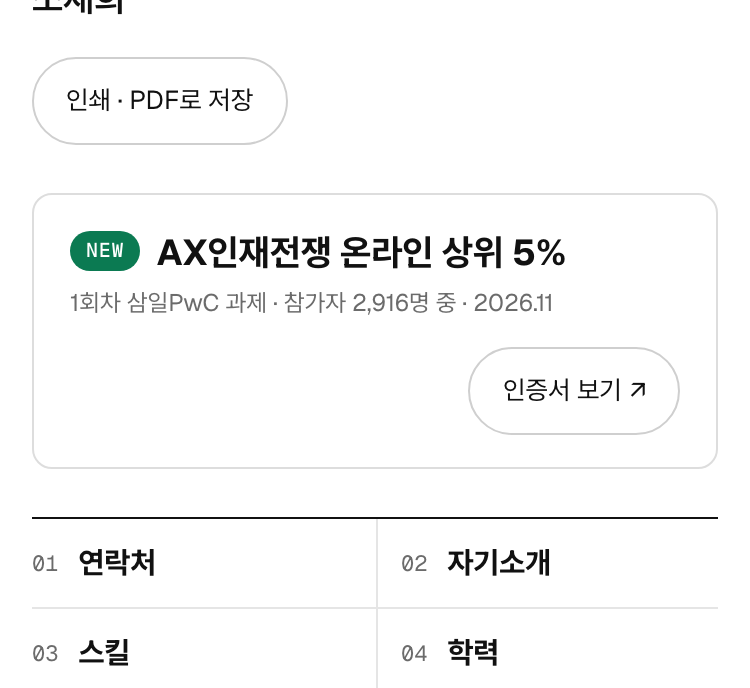 인쇄 · PDF로 저장
NEW AX인재전쟁 온라인 상위 5%
1회차 삼일PwC 과제 · 참가자 2,916명 중 · 2026.11
인증서 보기 ↗
01 연락처
02 자기소개
03 스킬
04 학력